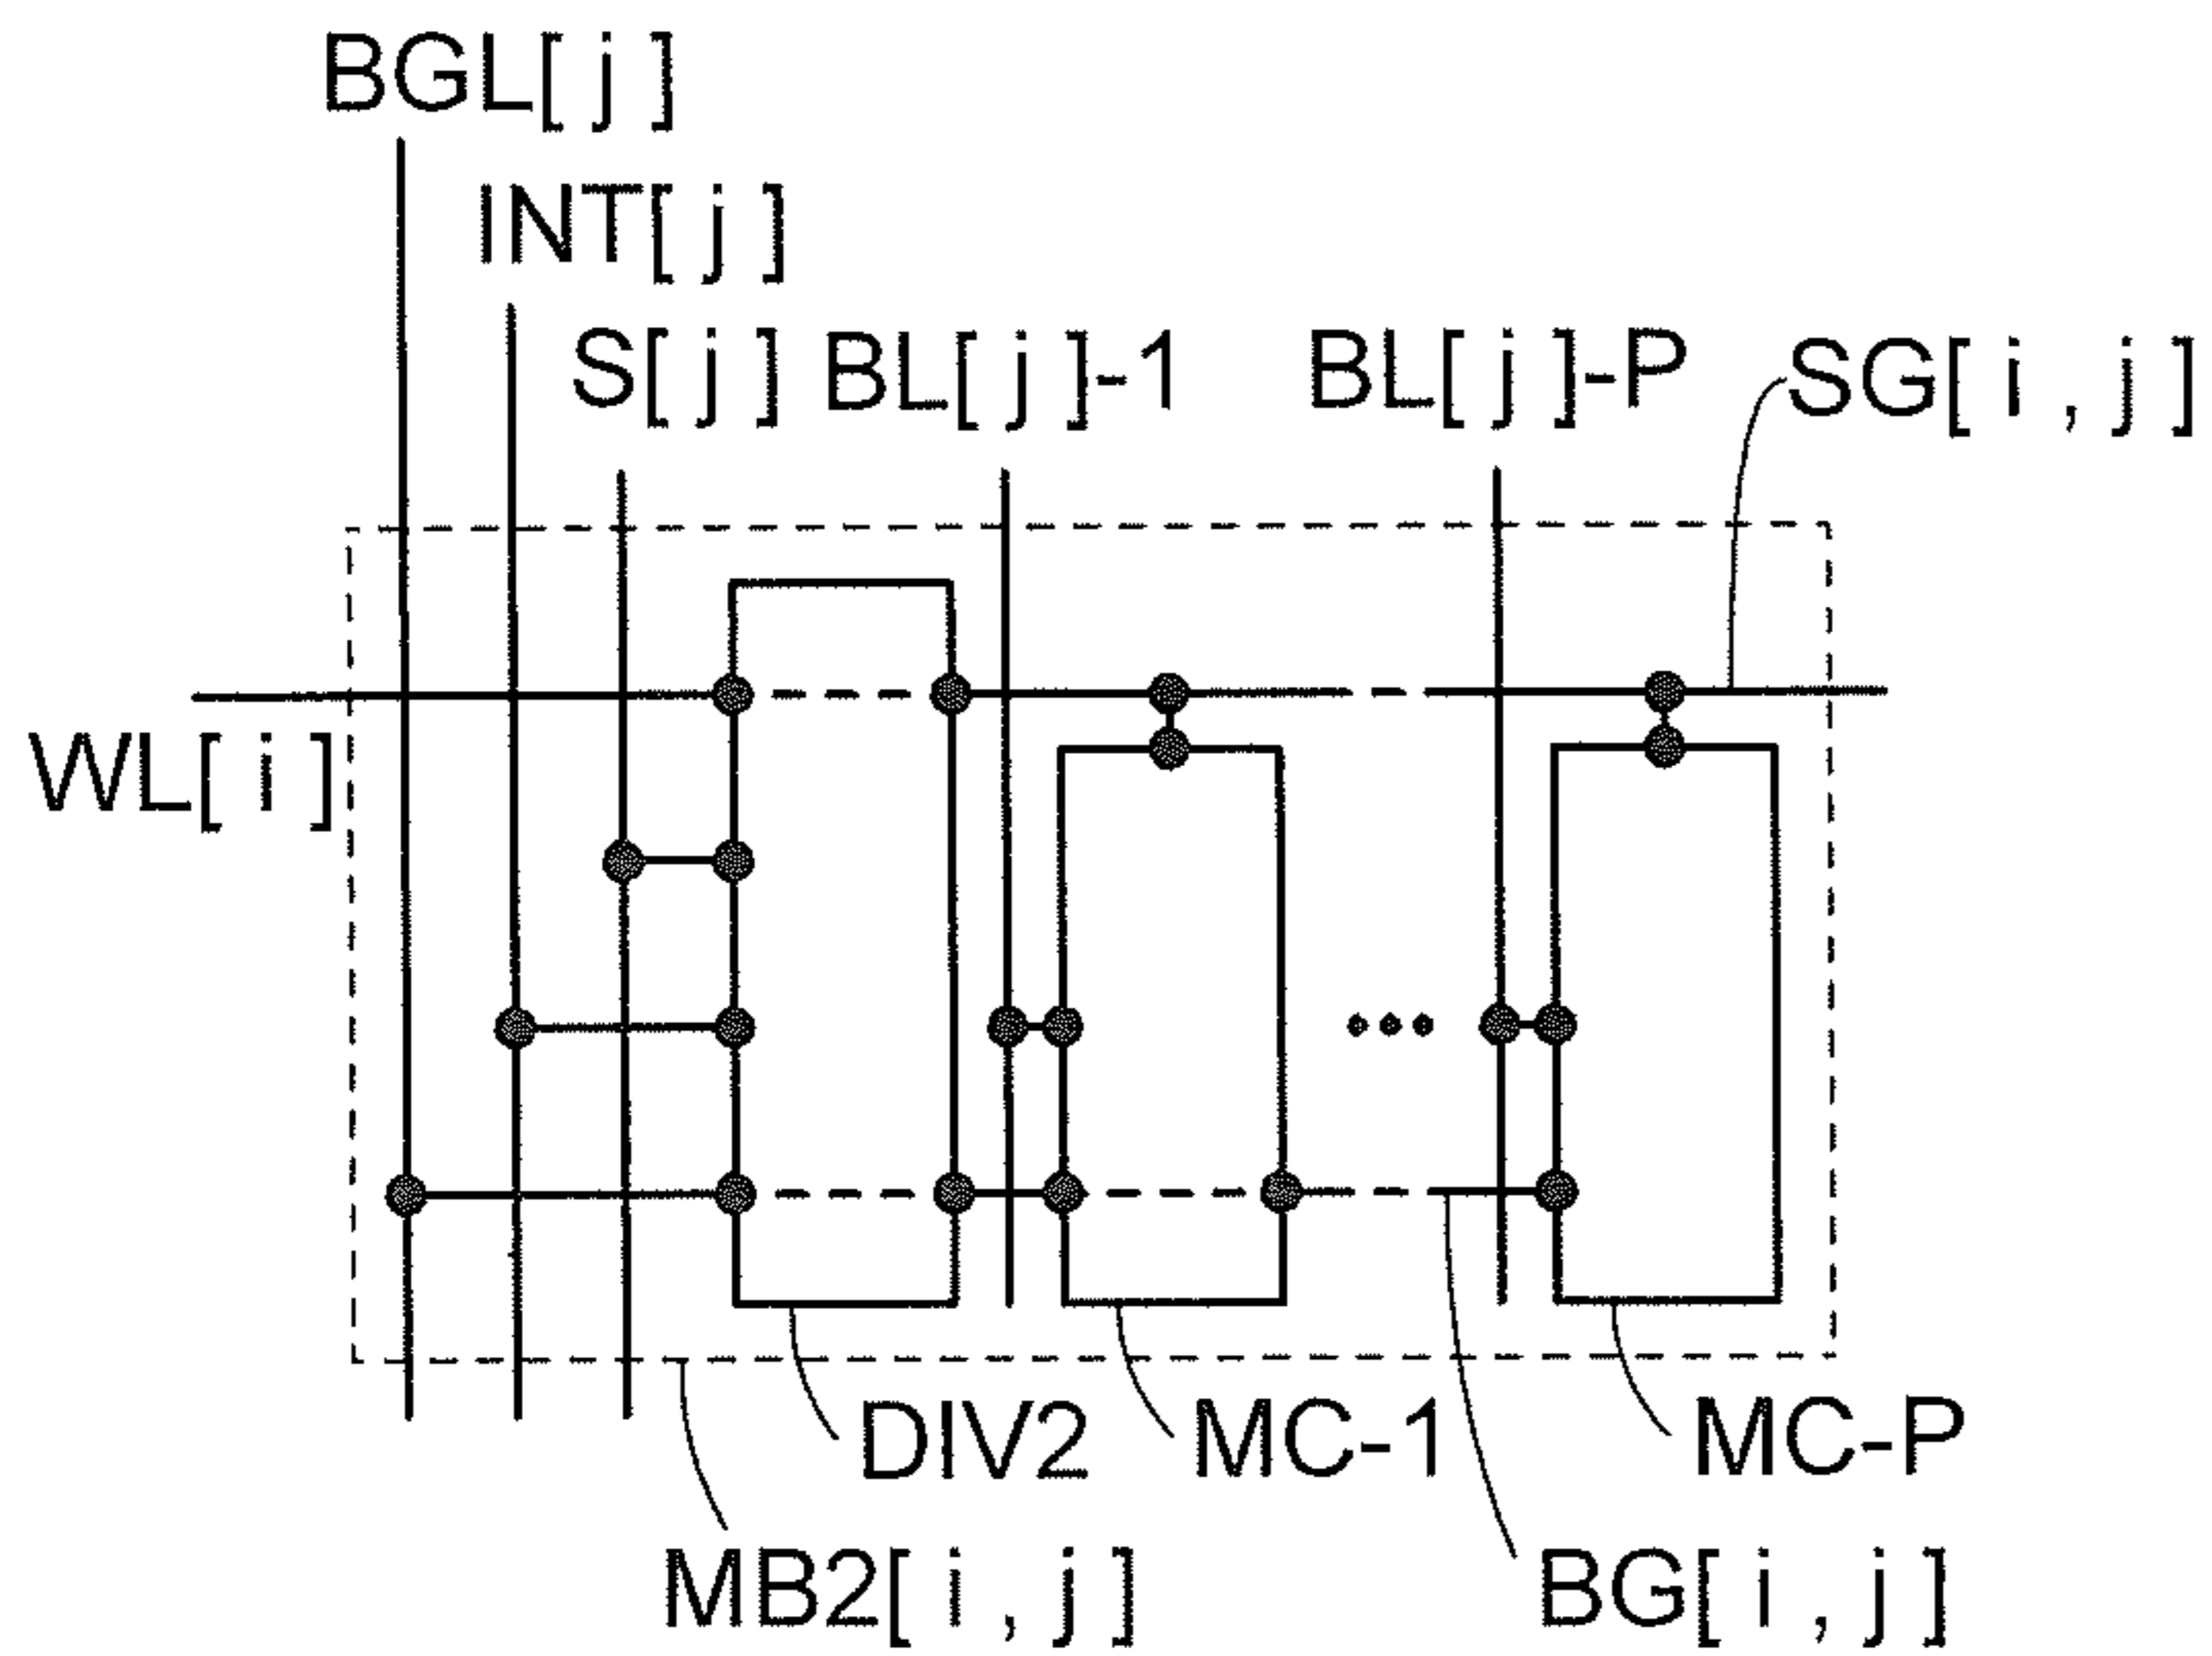 BGL[ j ]
INT[ j ]
S[ j ] BL[ j ]-1 BL[ j ]-P SG[ i , j ]
WL[ i ]
DIV2 MC-1 MC-P
MB2[ i , j ] BG[ i , j ]